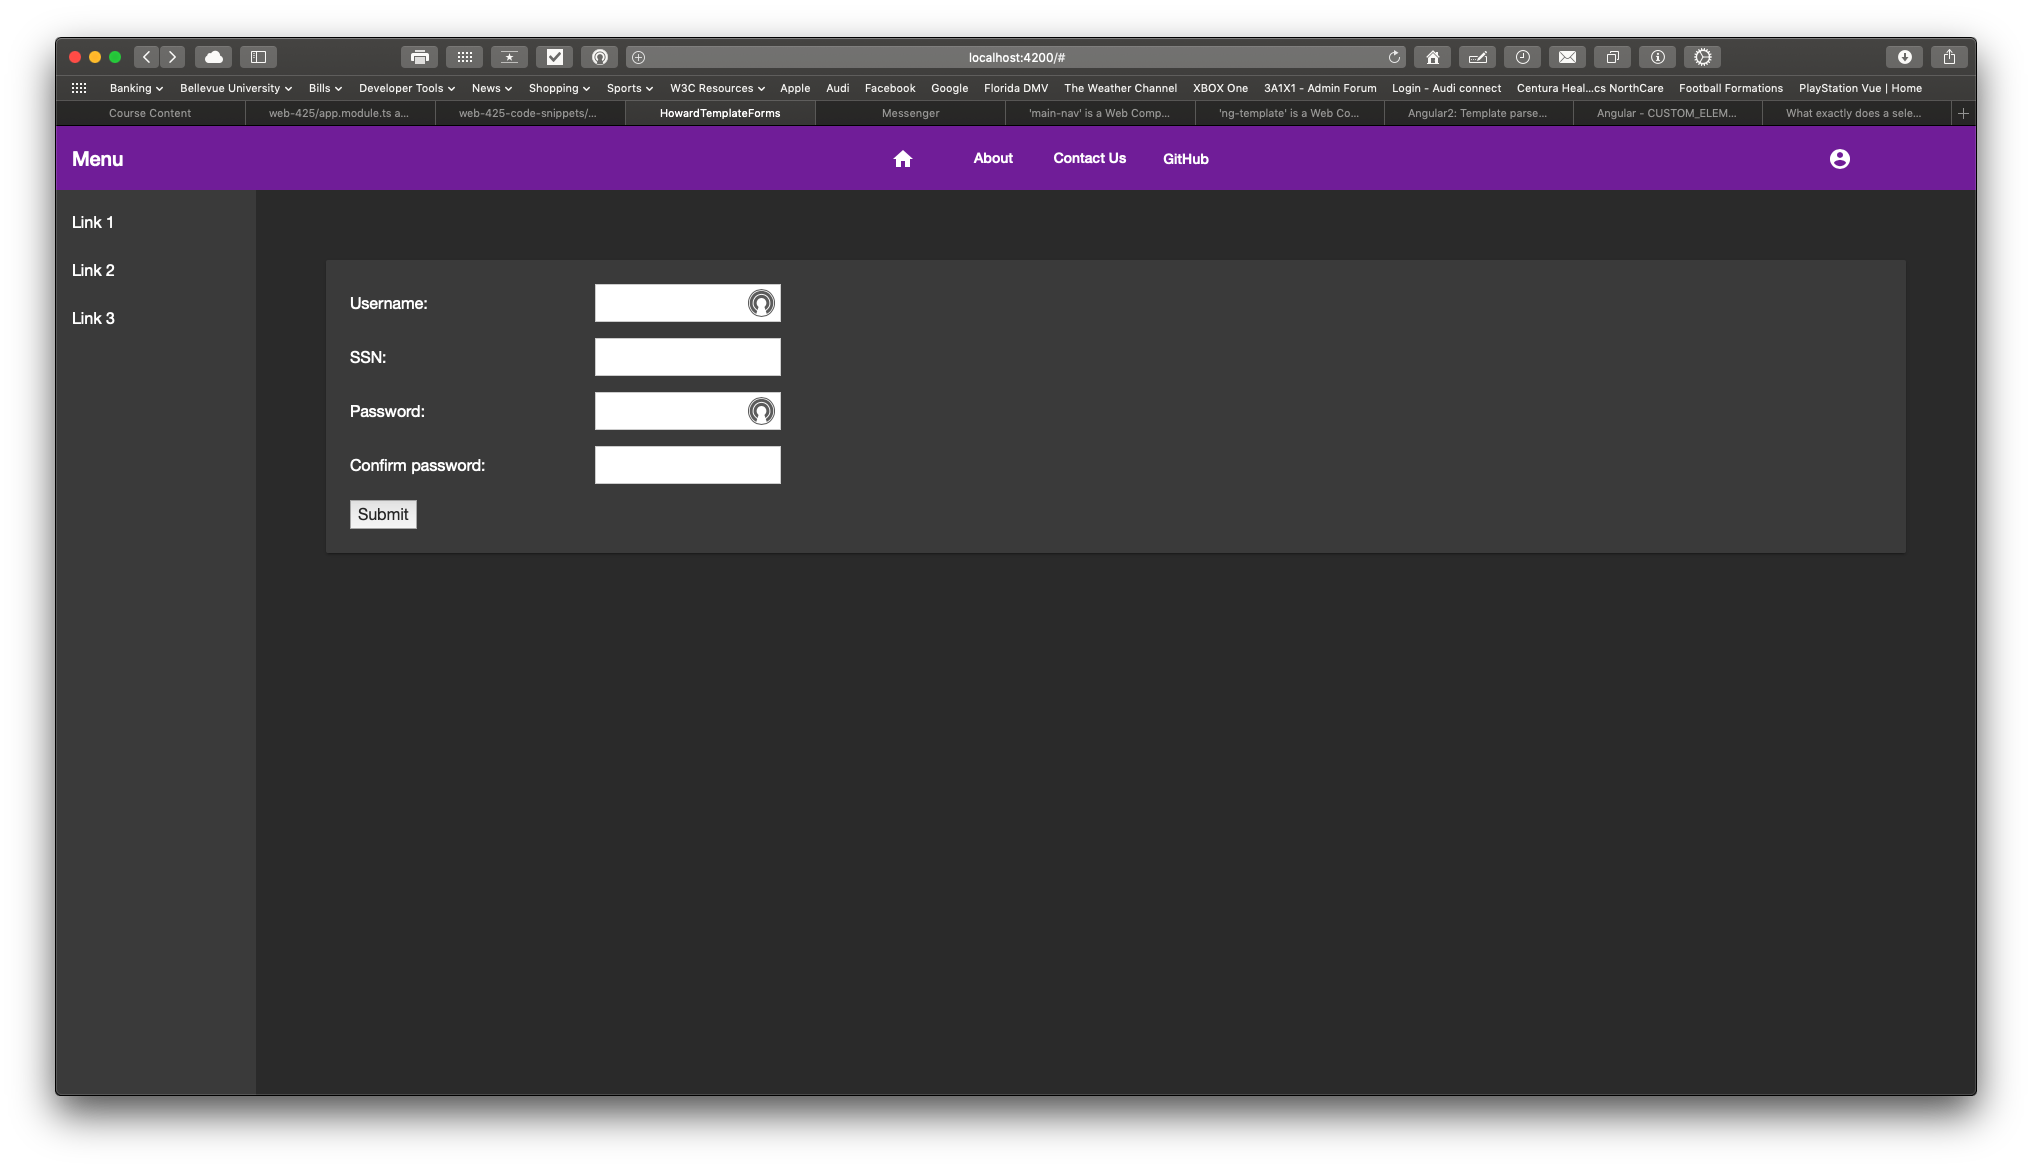 localhost:4200/#
Banking Bellevue University Bills Developer Tools News Shopping Sports W3C Resources Apple Audi Facebook Google Florida DMV The Weather Channel XBOX One 3A1X1 - Admin Forum Login - Audi connect Centura Heal...cs NorthCare Football Formations PlayStation Vue | Home
Course Content web-425/app.module.ts a... web-425-code-snippets/... HowardTemplateForms Messenger 'main-nav' is a Web Comp... 'ng-template' is a Web Co... Angular2: Template parse... Angular - CUSTOM_ELEM... What exactly does a sele...
Menu About Contact Us GitHub
Link 1
Link 2
Link 3
Username:
SSN:
Password:
Confirm password:
Submit